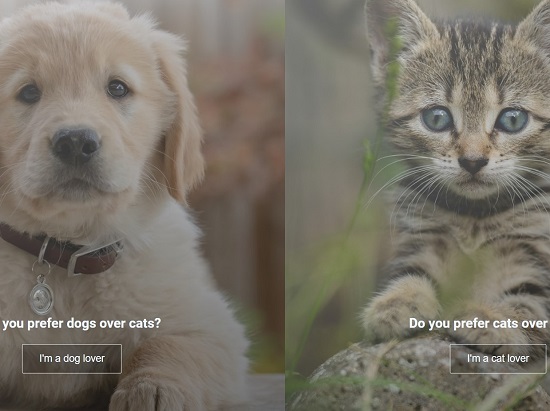 you prefer dogs over cats?
I'm a dog lover
Do you prefer cats over
I'm a cat lover